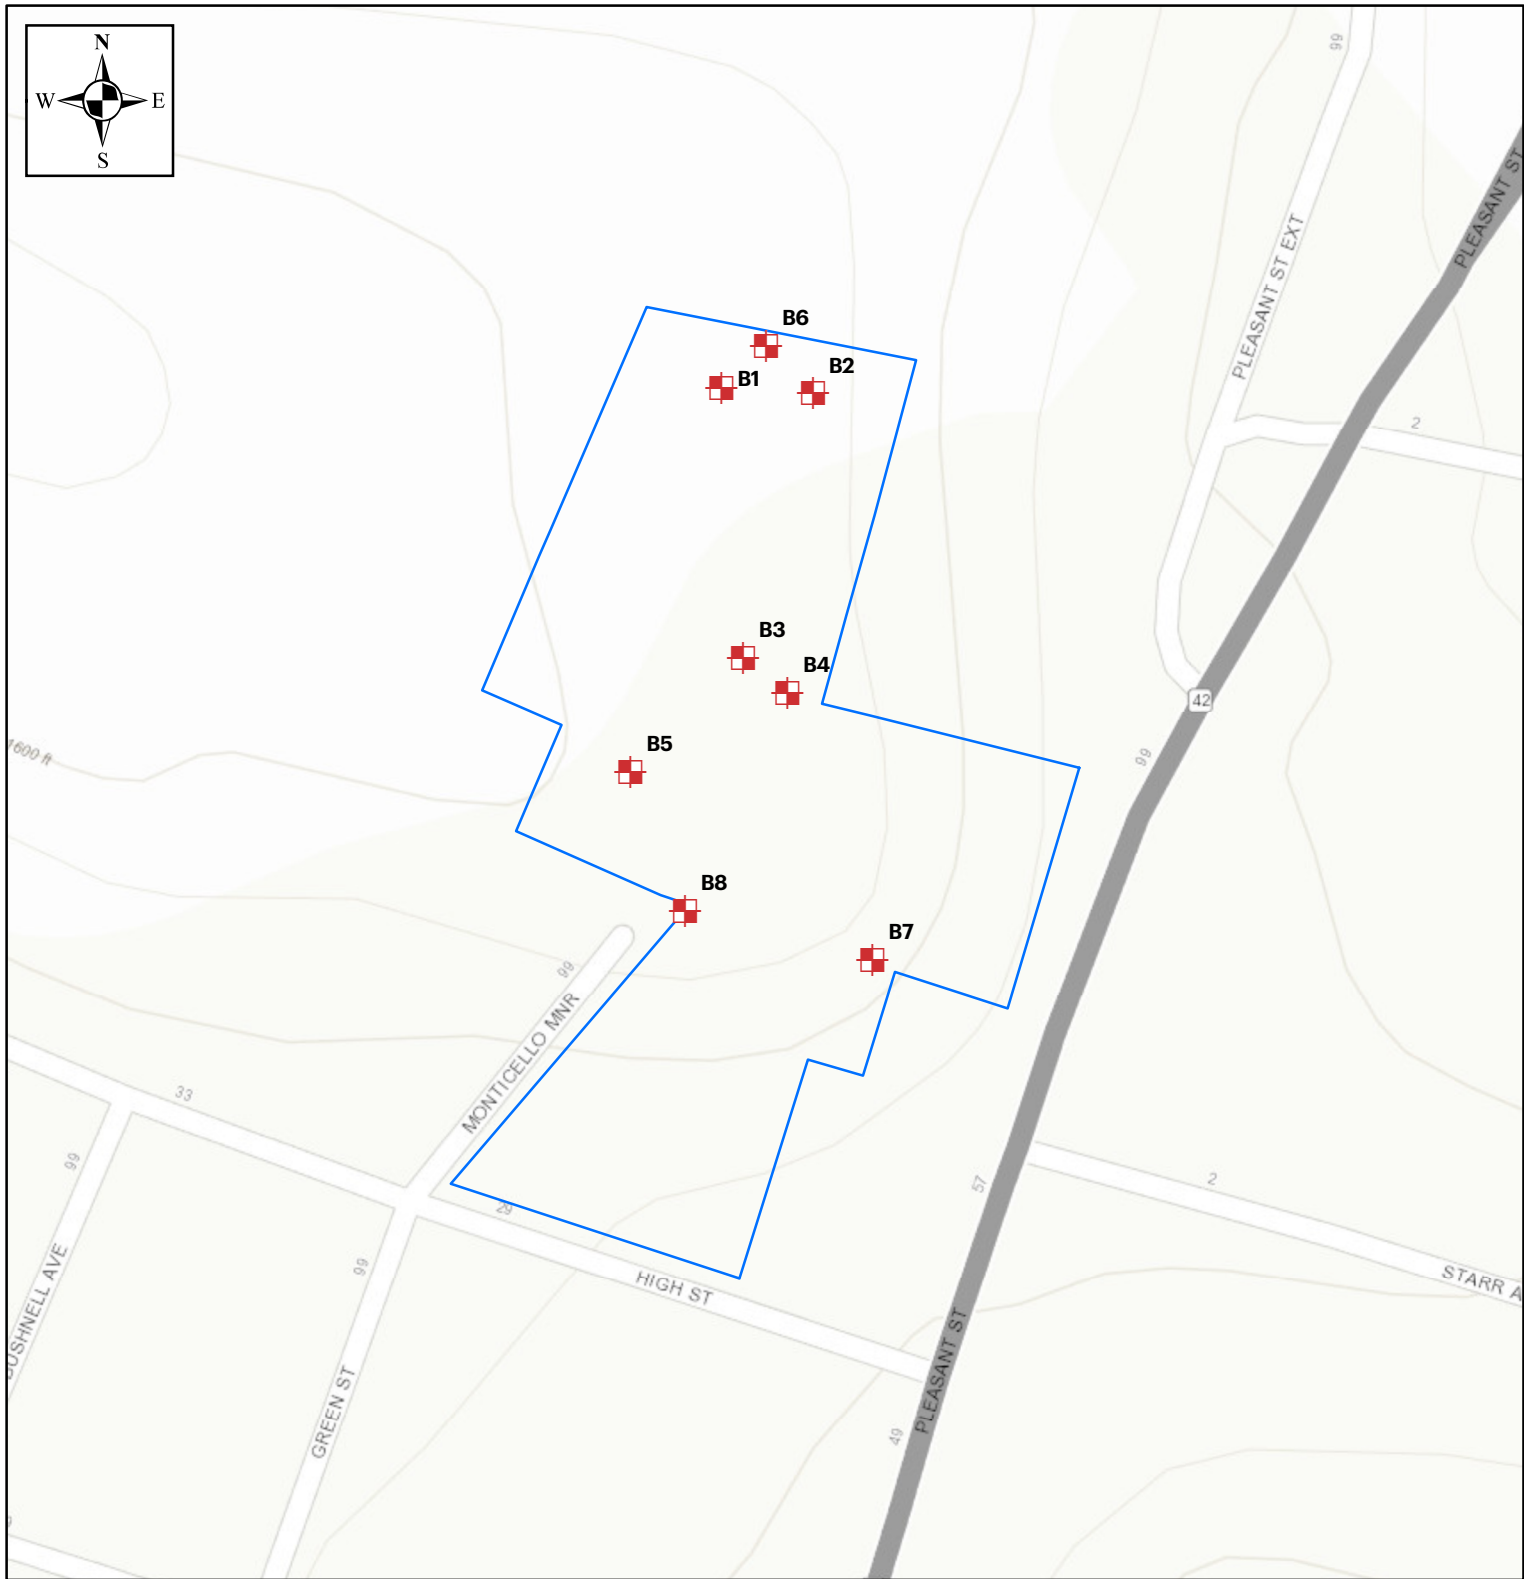 N
W E
S
99
PLEASANT ST
PLEASANT ST EXT
B6
B2
B1
2
B3
B4
42
B5
1600 ft
99
B8
B7
99
MONTICELLO MNR
33
99
57
2
29
99
HIGH ST
STARR A
BUSHNELL AVE
PLEASANT ST
GREEN ST
49